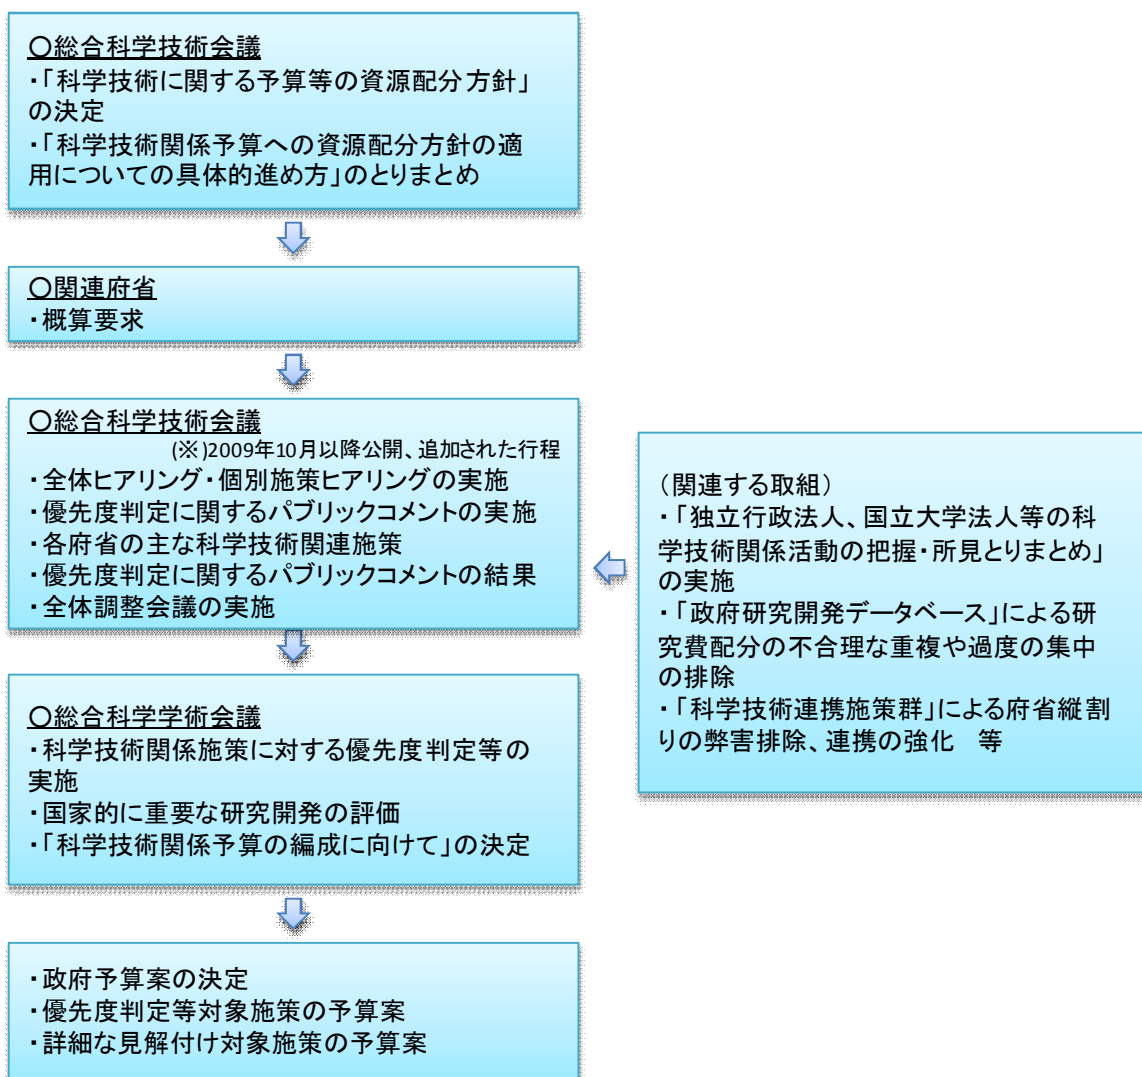 〇総合科学技術会議
・「科学技術に関する予算等の資源配分方針」
の決定
・「科学技術関係予算への資源配分方針の適
用についての具体的進め方」のとりまとめ
〇関連府省
・概算要求
〇総合科学技術会議
(※)2009年10月以降公開、追加された行程
・全体ヒアリング・個別施策ヒアリングの実施
・優先度判定に関するパブリックコメントの実施
・各府省の主な科学技術関連施策
・優先度判定に関するパブリックコメントの結果
・全体調整会議の実施
（関連する取組）
・「独立行政法人、国立大学法人等の科
学技術関係活動の把握・所見とりまとめ」
の実施
・「政府研究開発データベース」による研
究費配分の不合理な重複や過度の集中
の排除
・「科学技術連携施策群」による府省縦割
りの弊害排除、連携の強化　等
〇総合科学学術会議
・科学技術関係施策に対する優先度判定等の
実施
・国家的に重要な研究開発の評価
・「科学技術関係予算の編成に向けて」の決定
・政府予算案の決定
・優先度判定等対象施策の予算案
・詳細な見解付け対象施策の予算案